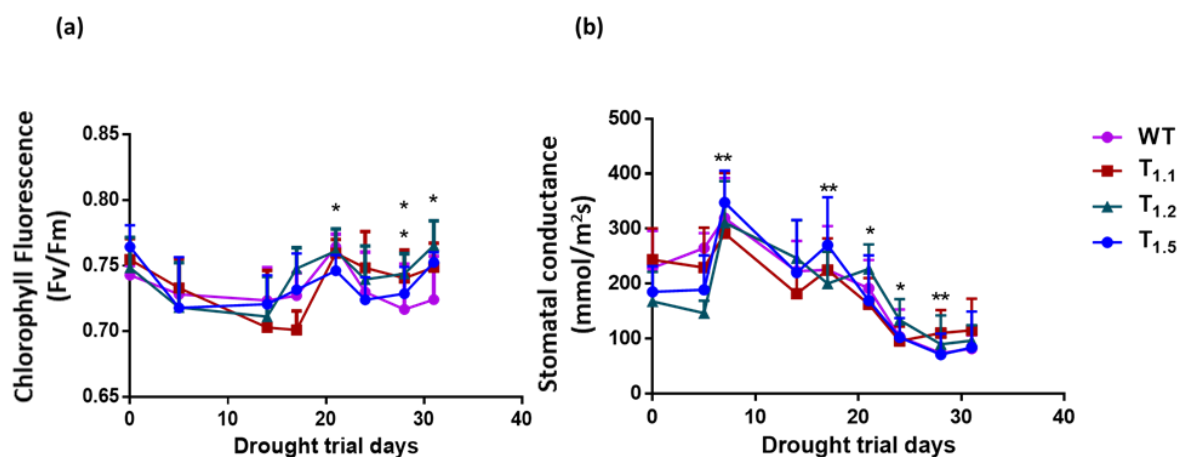 (a)
(b)
Chlorophyll Fluorescence
(Fv/Fm)
0.85
0.80
0.75
0.70
0.65
*
*
*
*
0
10
20
30
40
Drought trial days
Stomatal conductance
(mmol/m²s)
500
400
300
200
100
0
**
**
*
*
**
0
10
20
30
40
Drought trial days
WT
T1.1
T1.2
T1.5